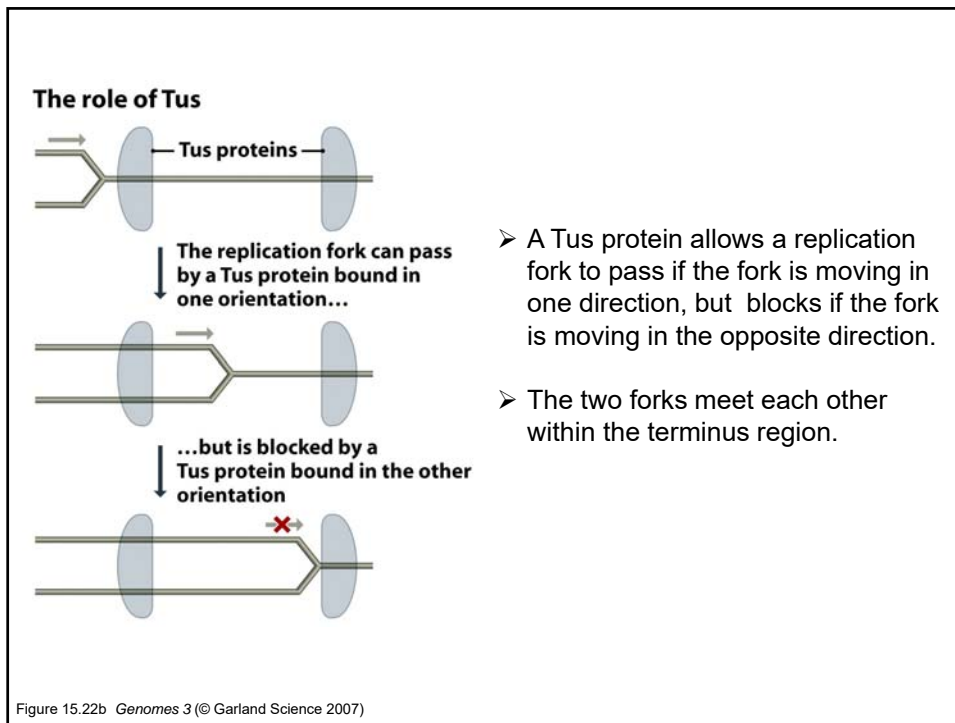 The role of Tus
Tus proteins
The replication fork can pass
by a Tus protein bound in
one orientation...
...but is blocked by a
Tus protein bound in the other
orientation
➢ A Tus protein allows a replication
fork to pass if the fork is moving in
one direction, but  blocks if the fork
is moving in the opposite direction.
➢ The two forks meet each other
within the terminus region.
Figure 15.22b Genomes 3 (© Garland Science 2007)